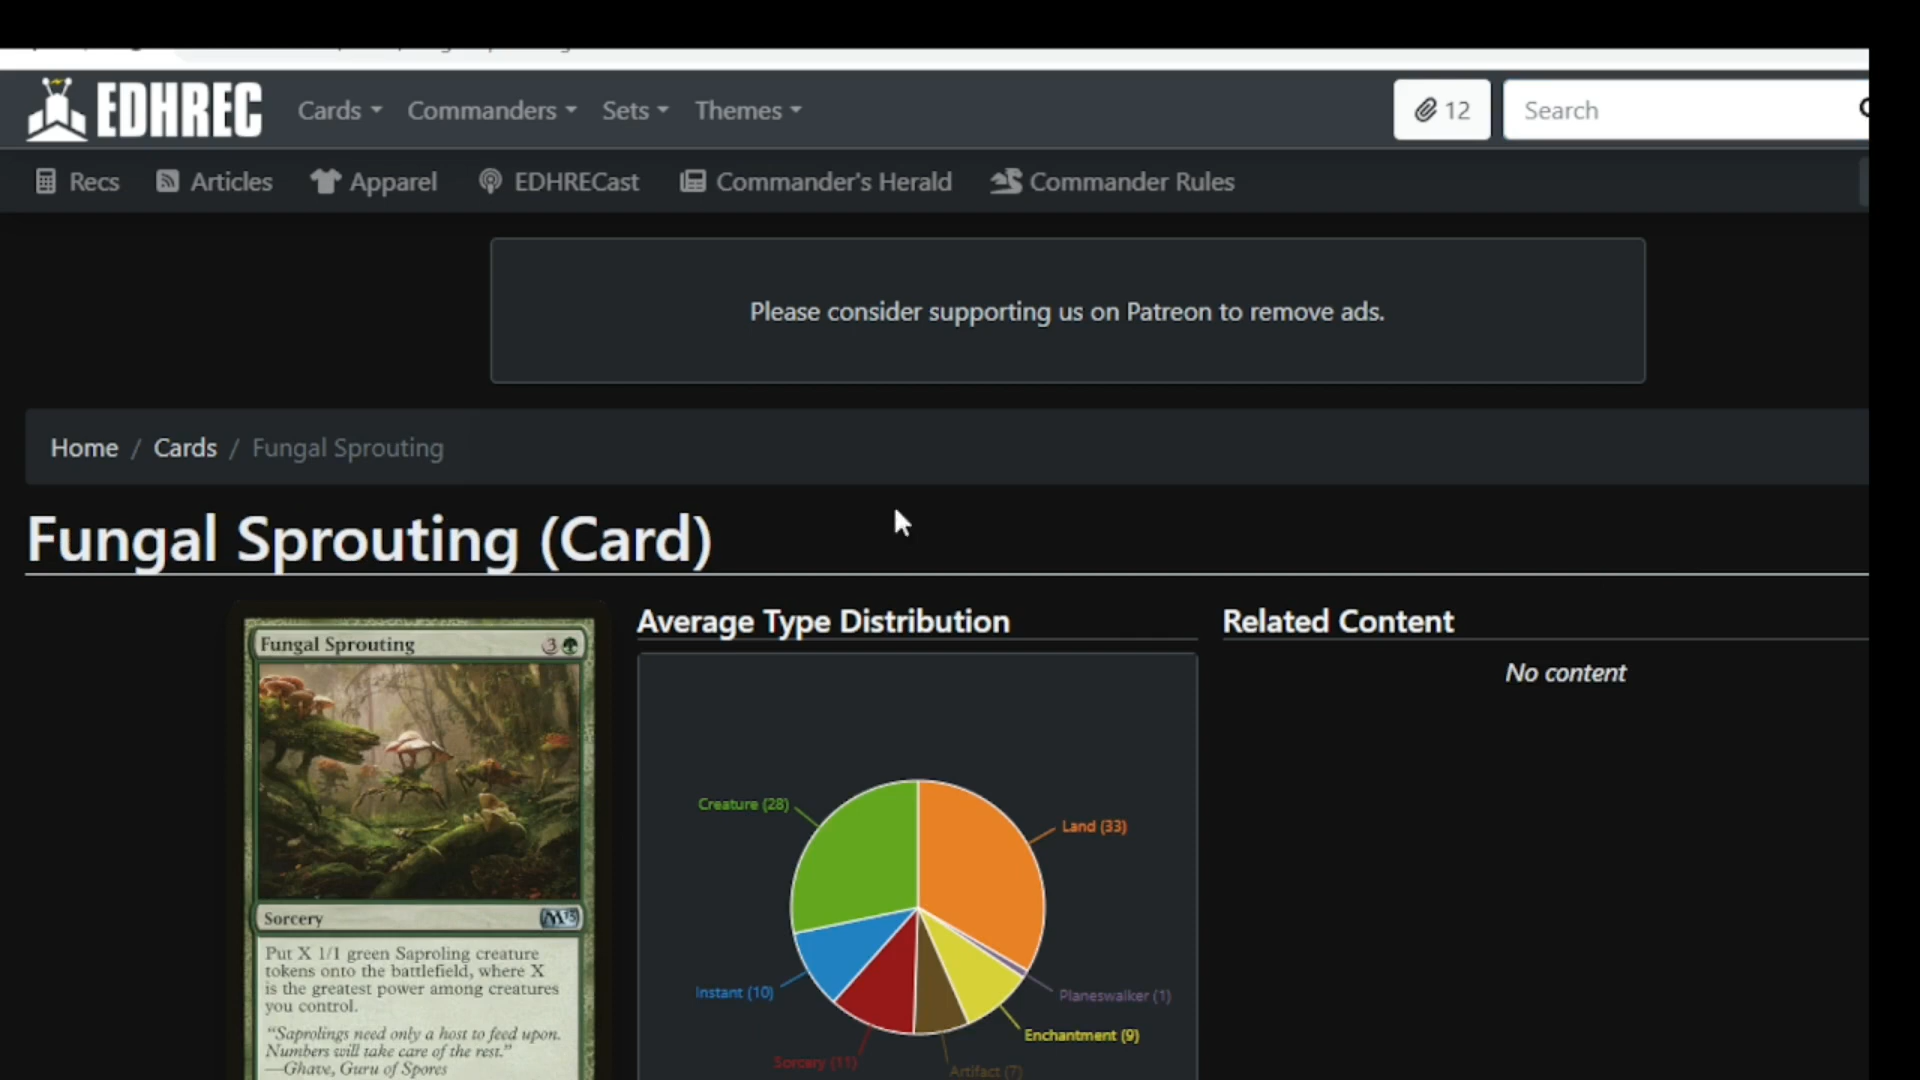 EDHREC Cards Commanders Sets Themes 12 Search
Recs Articles Apparel EDHRECast Commander's Herald Commander Rules
Please consider supporting us on Patreon to remove ads.
Home / Cards / Fungal Sprouting
Fungal Sprouting (Card)
Fungal Sprouting 3
Sorcery M13
Put X 1/1 green Saproling creature
tokens onto the battlefield, where X
is the greatest power among creatures
you control.
"Saprolings need only a host to feed upon.
Numbers will take care of the rest."
—Ghave, Guru of Spores
Average Type Distribution
Creature (28)
Land (33)
Instant (10)
Planeswalker (1)
Enchantment (9)
Sorcery (11)
Artifact (7)
Related Content
No content